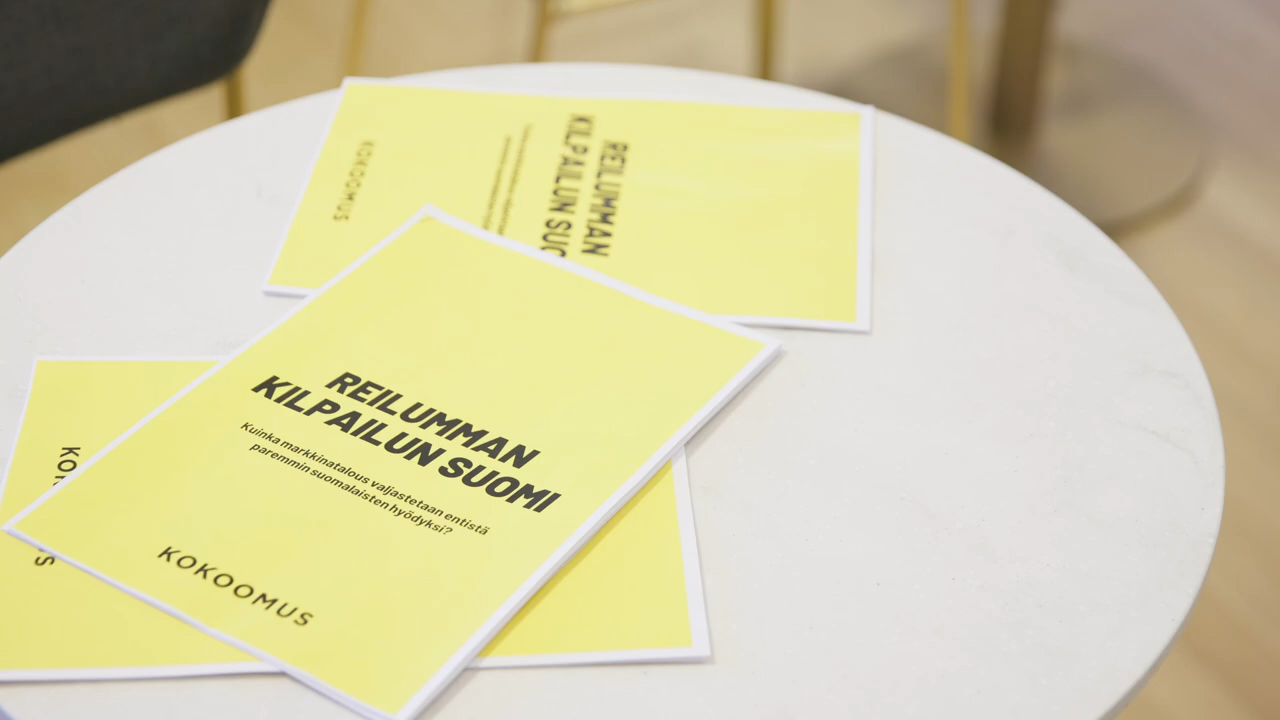 KOKOOMUS
REILUMMAN
KILPAILUN SUO
REILUMMAN
KILPAILUN SUOMI
Kuinka markkinatalous valjastetaan entistä
paremmin suomalaisten hyödyksi?
KOKOOMUS